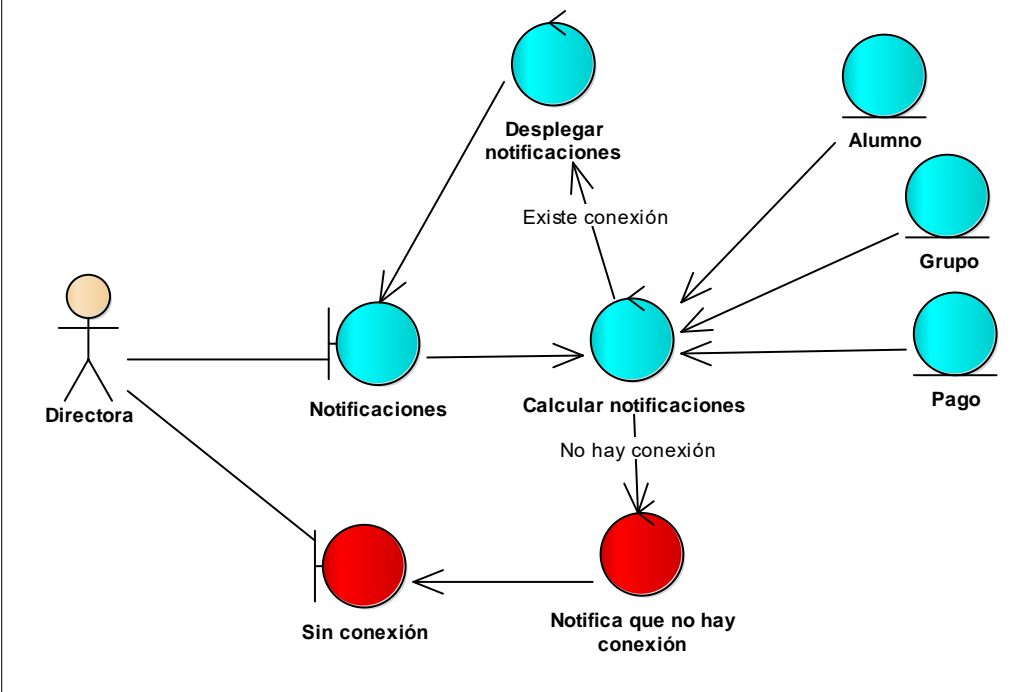 Desplegar
notificaciones
Alumno
Existe conexión
Grupo
Directora
Notificaciones
Calcular notificaciones
Pago
No hay conexión
Sin conexión
Notifica que no hay
conexión